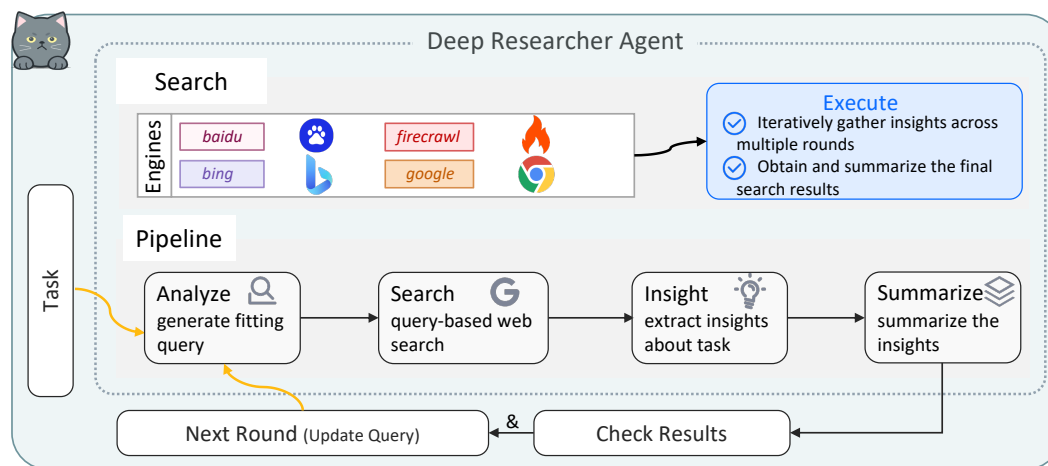 Deep Researcher Agent
Search
Engines
baidu
firecrawl
bing
google
Execute
Iteratively gather insights across
multiple rounds
Obtain and summarize the final
search results
Task
Pipeline
Analyze
generate fitting
query
Search
query-based web
search
Insight
extract insights
about task
Summarize
summarize the
insights
Next Round (Update Query)
&
Check Results